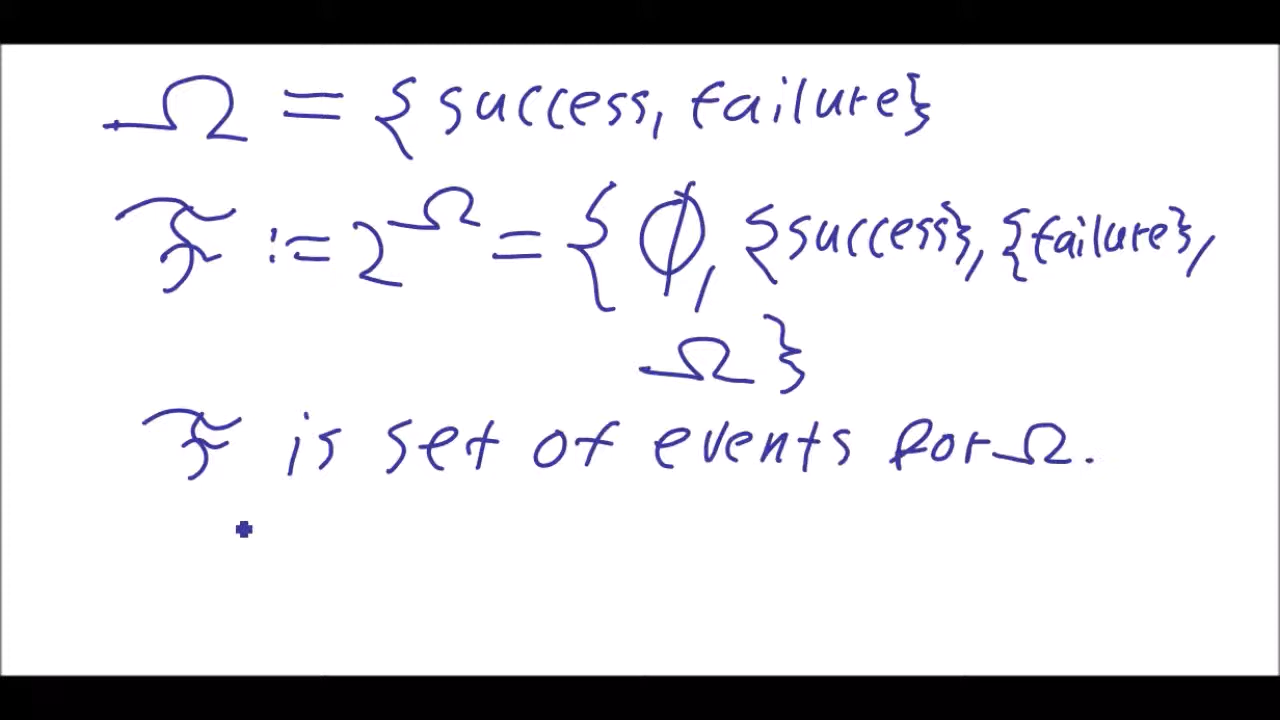 Ω = {success, failure}
ℱ := 2^Ω = { ∅, {success}, {failure},
Ω }
ℱ is set of events for Ω.